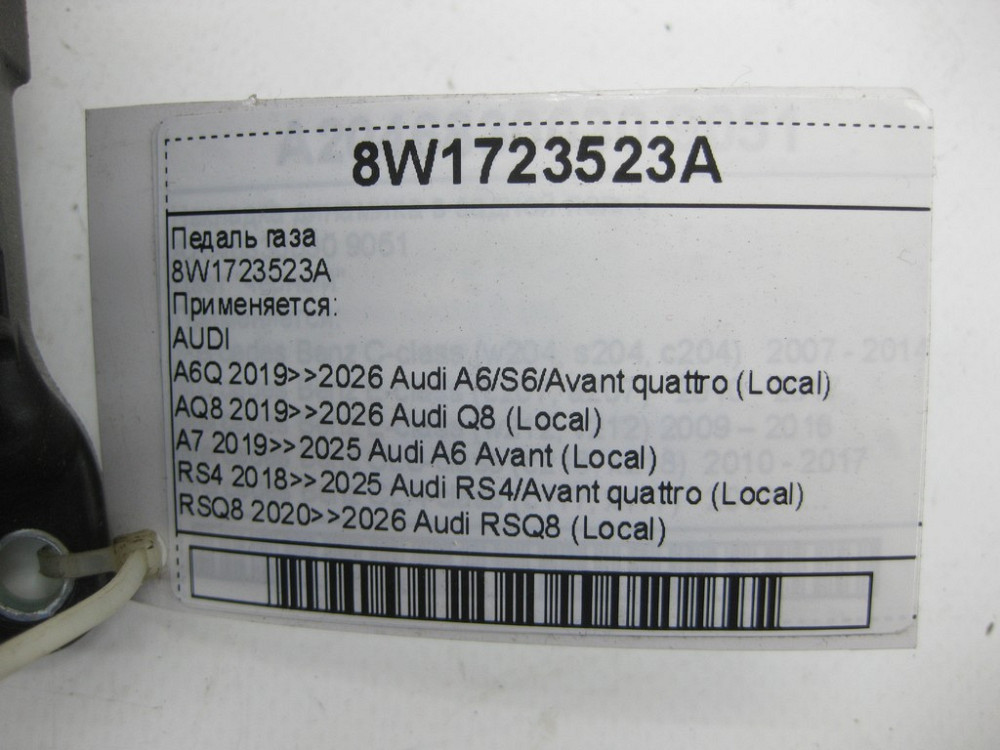 8W1723523A
Педаль газа
8W1723523A
Применяется:
AUDI
A6Q 2019>>2026 Audi A6/S6/Avant quattro (Local)
AQ8 2019>>2026 Audi Q8 (Local)
A7 2019>>2025 Audi A6 Avant (Local)
RS4 2018>>2025 Audi RS4/Avant quattro (Local)
RSQ8 2020>>2026 Audi RSQ8 (Local)